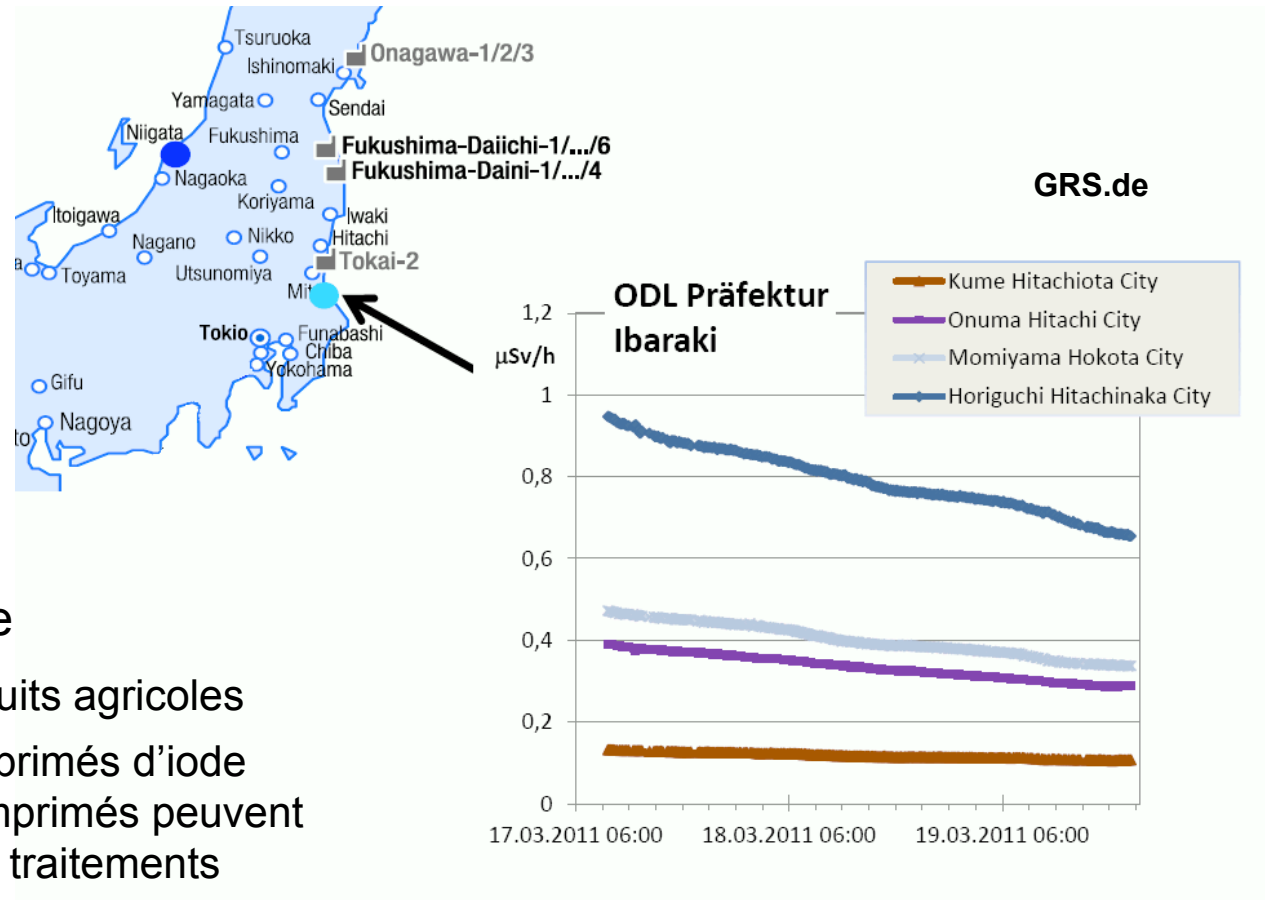 Tsuruoka
Onagawa-1/2/3
Ishinomaki
Yamagata
Sendai
Niigata
Fukushima
Fukushima-Daiichi-1/.../6
Fukushima-Daini-1/.../4
Nagaoka
Koriyama
Iwaki
Itoigawa
Nikko
Hitachi
Nagano
Tokai-2
a
Toyama
Utsunomiya
Mit
Tokio
Funabashi
Chiba
Yokohama
Gifu
Nagoya
to
GRS.de
ODL Präfektur
Ibaraki
Kume Hitachiota City
Onuma Hitachi City
Momiyama Hokota City
Horiguchi Hitachinaka City
µSv/h
1,2
1
0,8
0,6
0,4
0,2
0
17.03.2011 06:00 18.03.2011 06:00 19.03.2011 06:00
e
uits agricoles
primés d’iode
mprimés peuvent
traitements